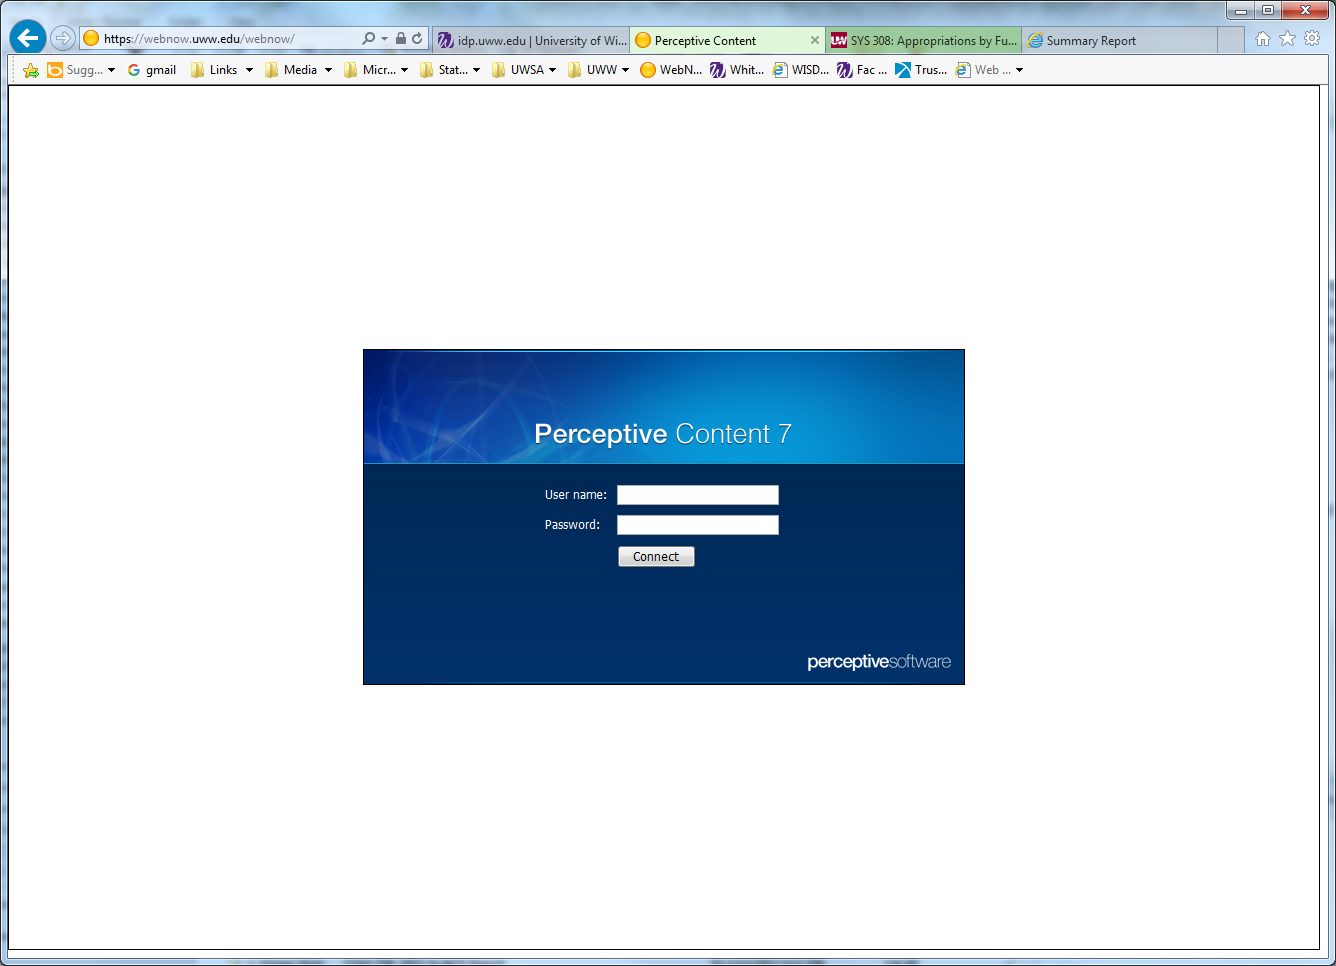 https://webnow.uww.edu/webnow/
idp.uww.edu | University of Wi...
Perceptive Content
SYS 308: Appropriations by Fu...
Summary Report
Sugg...
gmail
Links
Media
Micr...
Stat...
UWSA
UWW
WebN...
Whit...
WISD...
Fac ...
Trus...
Web ...
Perceptive Content 7
User name:
Password:
Connect
perceptivesoftware